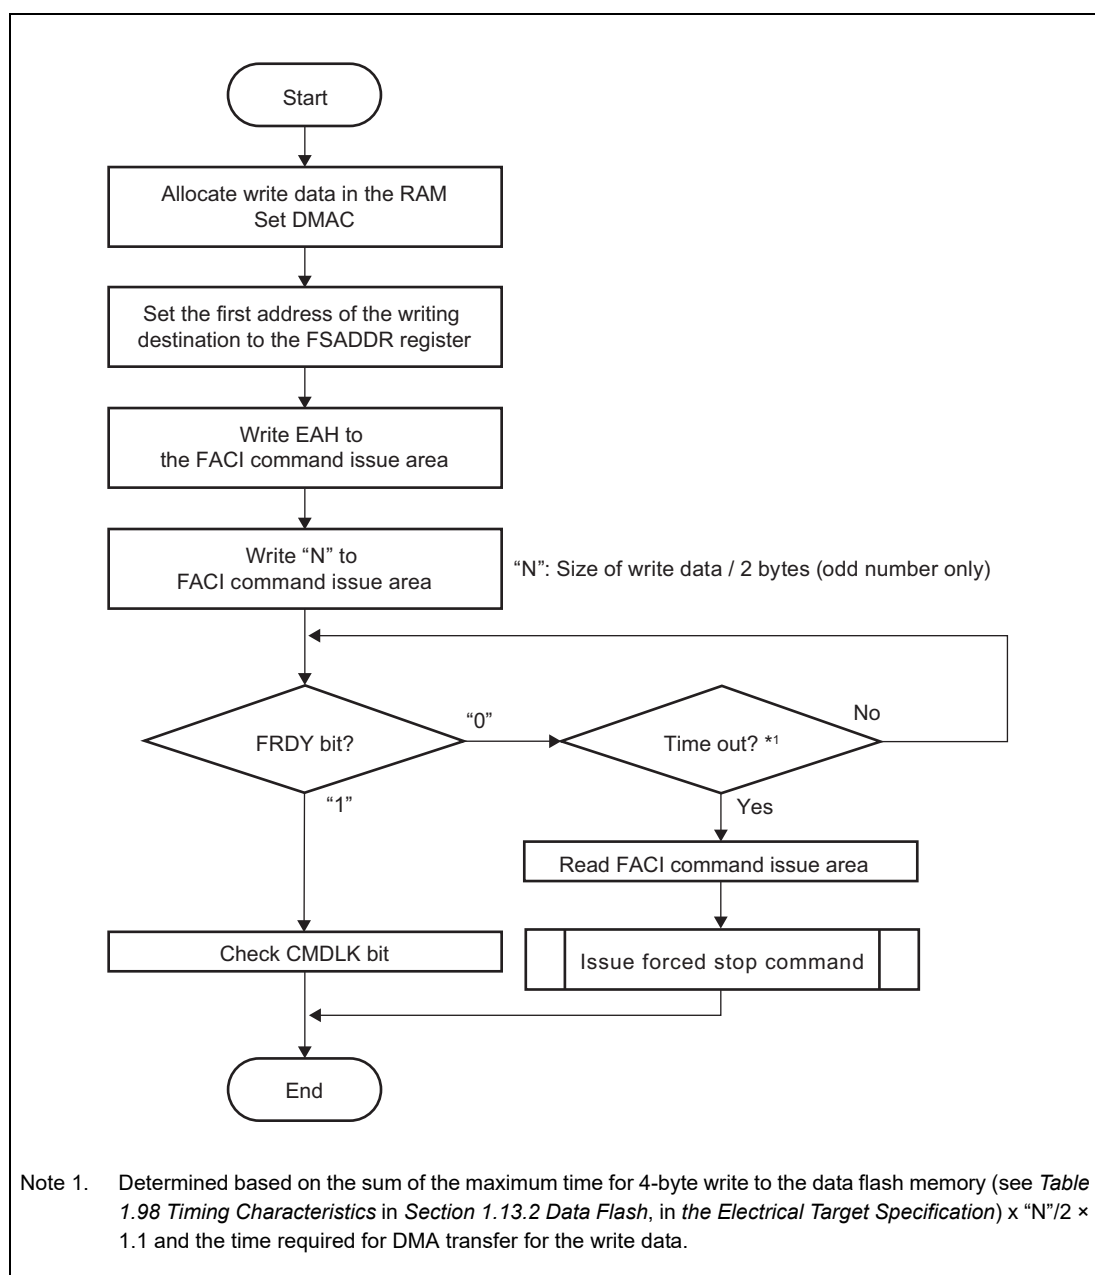 Start
Allocate write data in the RAM
Set DMAC
Set the first address of the writing
destination to the FSADDR register
Write EAH to
the FACI command issue area
Write “N” to
FACI command issue area
“N”: Size of write data / 2 bytes (odd number only)
FRDY bit?
“0”
Time out? *1
No
“1”
Yes
Read FACI command issue area
Check CMDLK bit
Issue forced stop command
End
Note 1. Determined based on the sum of the maximum time for 4-byte write to the data flash memory (see Table
1.98 Timing Characteristics in Section 1.13.2 Data Flash, in the Electrical Target Specification) x “N”/2 ×
1.1 and the time required for DMA transfer for the write data.